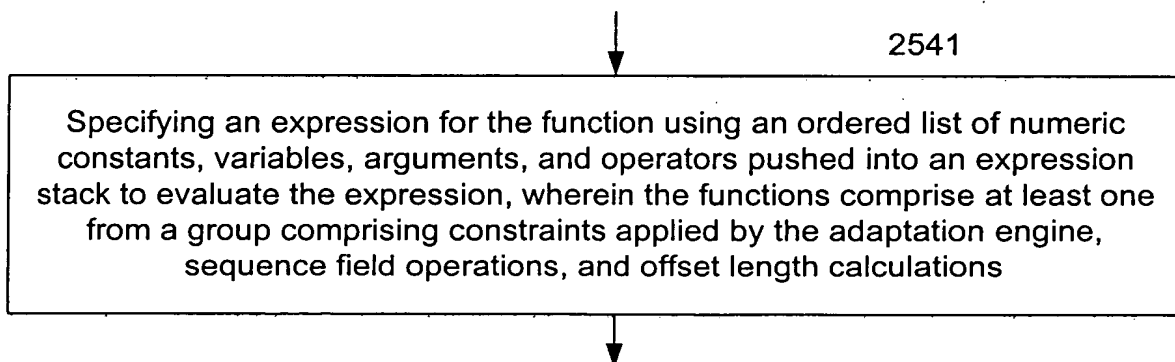 2541
Specifying an expression for the function using an ordered list of numeric
constants, variables, arguments, and operators pushed into an expression
stack to evaluate the expression, wherein the functions comprise at least one
from a group comprising constraints applied by the adaptation engine,
sequence field operations, and offset length calculations